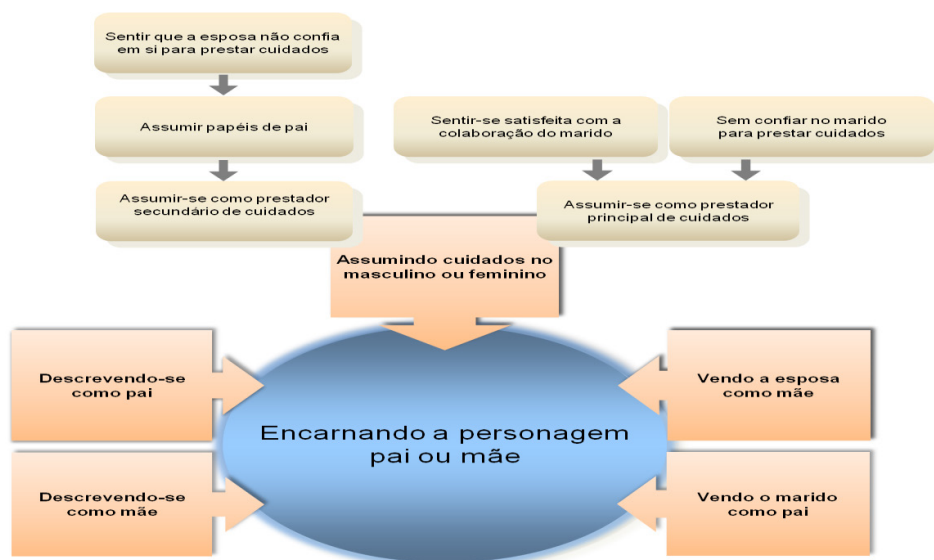 Sentir que a esposa não confia
em si para prestar cuidados
Assumir papéis de pai
Sentir-se satisfeita com a
colaboração do marido
Sem confiar no marido
para prestar cuidados
Assumir-se como prestador
secundário de cuidados
Assumir-se como prestador
principal de cuidados
Assumindo cuidados no
masculino ou feminino
Descrevendo-se
como pai
Vendo a esposa
como mãe
Encarnando a personagem
pai ou mãe
Descrevendo-se
como mãe
Vendo o marido
como pai